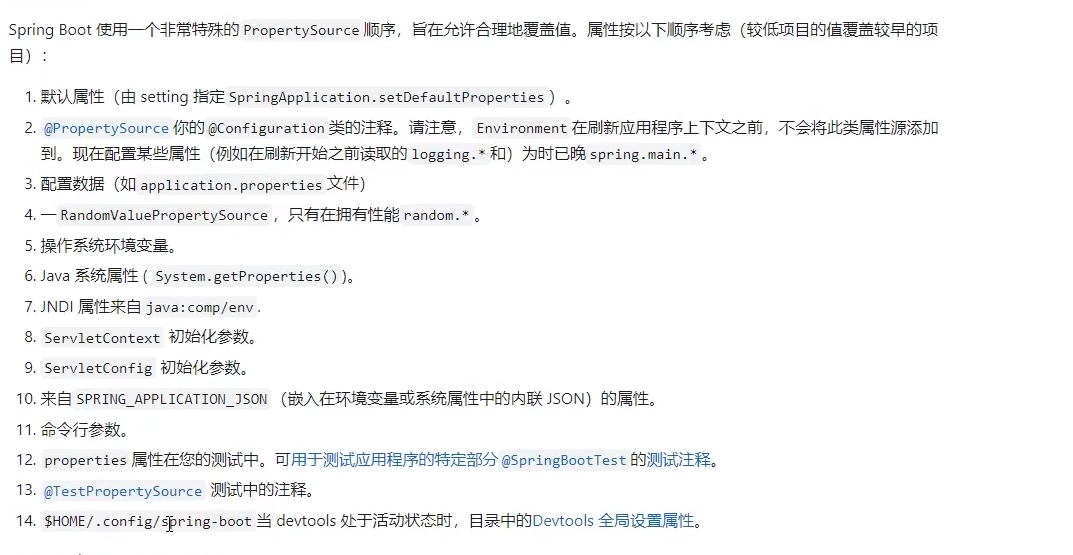 Spring Boot 使用一个非常特殊的 PropertySource 顺序，旨在允许合理地覆盖值。属性按以下顺序考虑（较低项目的值覆盖较早的项
目）：
1. 默认属性（由 setting 指定 SpringApplication.setDefaultProperties ）。
2. @PropertySource 你的 @Configuration 类的注释。请注意， Environment 在刷新应用程序上下文之前，不会将此类属性源添加
到。现在配置某些属性（例如在刷新开始之前读取的 logging.* 和）为时已晚 spring.main.* 。
3. 配置数据（如 application.properties 文件）
4. 一 RandomValuePropertySource ，只有在拥有性能 random.* 。
5. 操作系统环境变量。
6. Java 系统属性 ( System.getProperties() )。
7. JNDI 属性来自 java:comp/env .
8. ServletContext 初始化参数。
9. ServletConfig 初始化参数。
10. 来自 SPRING_APPLICATION_JSON （嵌入在环境变量或系统属性中的内联 JSON）的属性。
11. 命令行参数。
12. properties 属性在您的测试中。可用于测试应用程序的特定部分 @SpringBootTest 的测试注释。
13. @TestPropertySource 测试中的注释。
14. $HOME/.config/spring-boot 当 devtools 处于活动状态时，目录中的Devtools 全局设置属性。